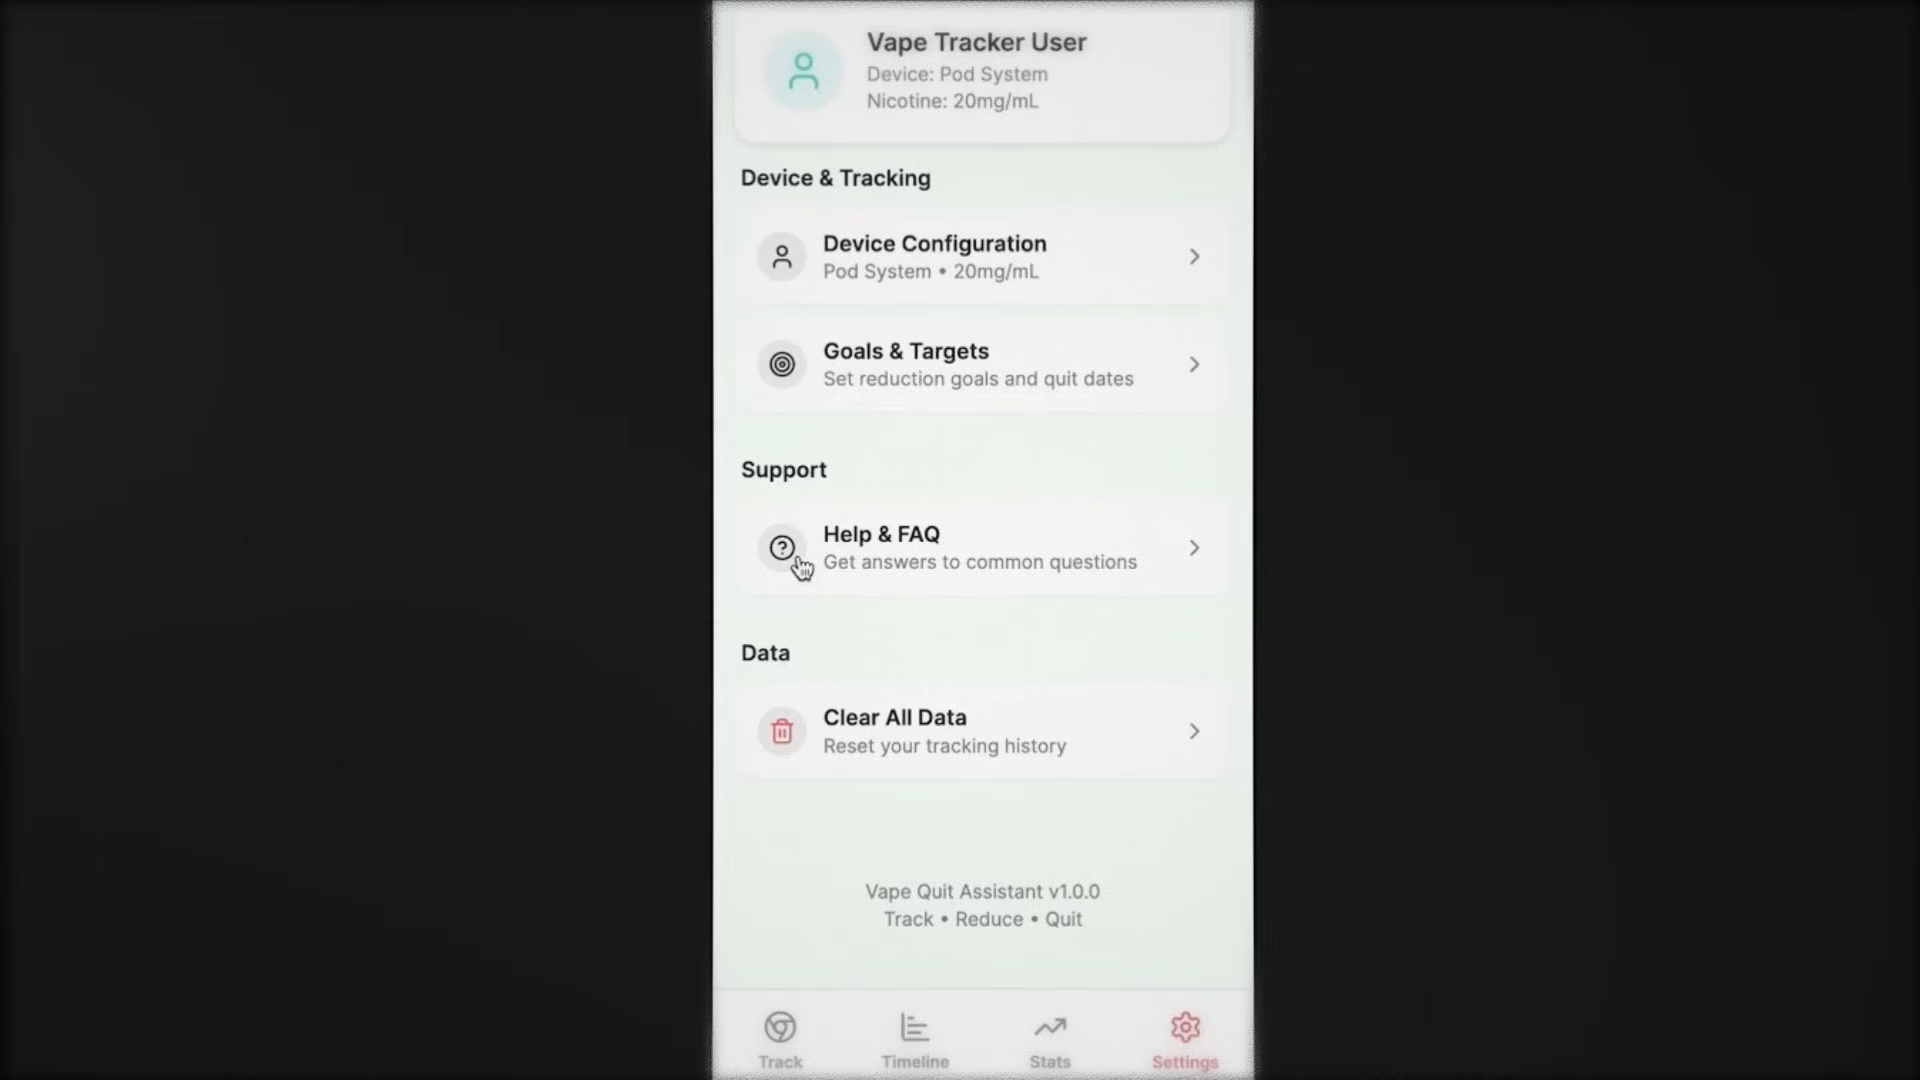 Vape Tracker User
Device: Pod System
Nicotine: 20mg/mL
Device & Tracking
Device Configuration
Pod System • 20mg/mL
Goals & Targets
Set reduction goals and quit dates
Support
Help & FAQ
Get answers to common questions
Data
Clear All Data
Reset your tracking history
Vape Quit Assistant v1.0.0
Track • Reduce • Quit
Track
Timeline
Stats
Settings